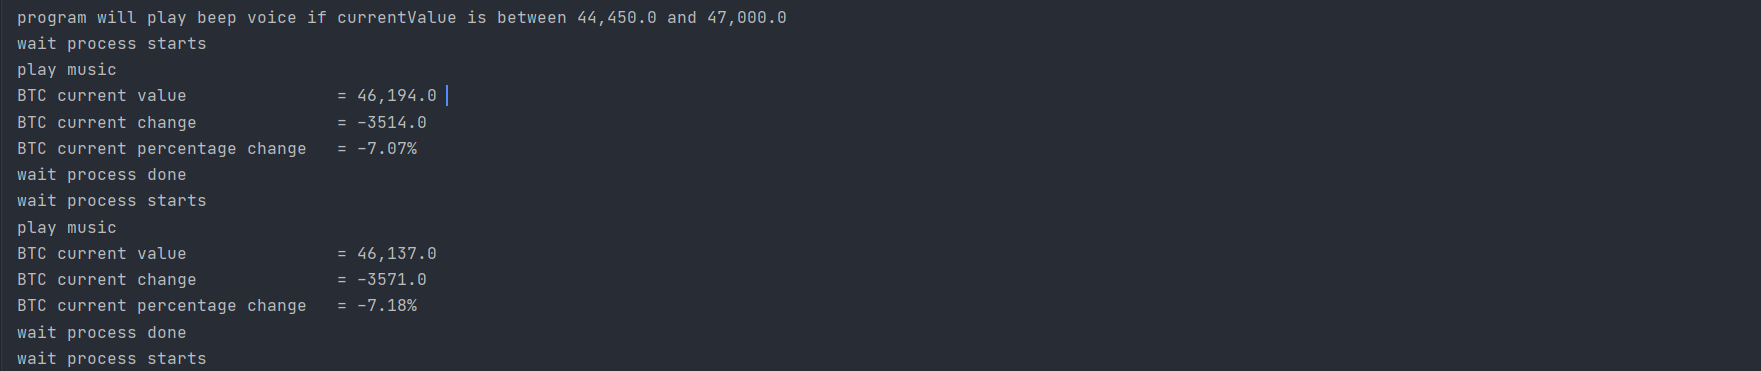 program will play beep voice if currentValue is between 44,450.0 and 47,000.0
wait process starts
play music
BTC current value               = 46,194.0
BTC current change              = -3514.0
BTC current percentage change   = -7.07%
wait process done
wait process starts
play music
BTC current value               = 46,137.0
BTC current change              = -3571.0
BTC current percentage change   = -7.18%
wait process done
wait process starts